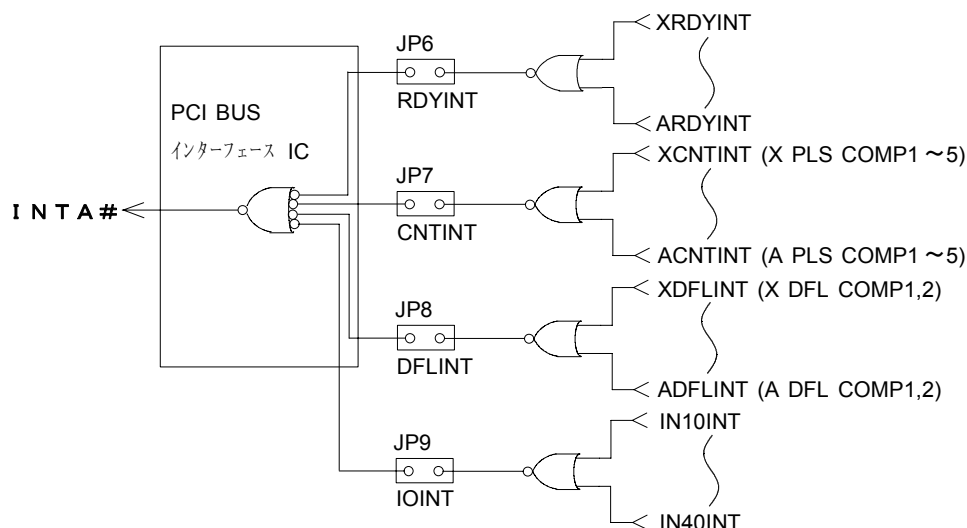 JP6
RDYINT
XRDYINT
ARDYINT
PCI BUS
インターフェース IC
INTA#
JP7
CNTINT
XCNTINT (X PLS COMP1～5)
ACNTINT (A PLS COMP1～5)
JP8
DFLINT
XDFLINT (X DFL COMP1,2)
ADFLINT (A DFL COMP1,2)
JP9
IOINT
IN10INT
IN40INT